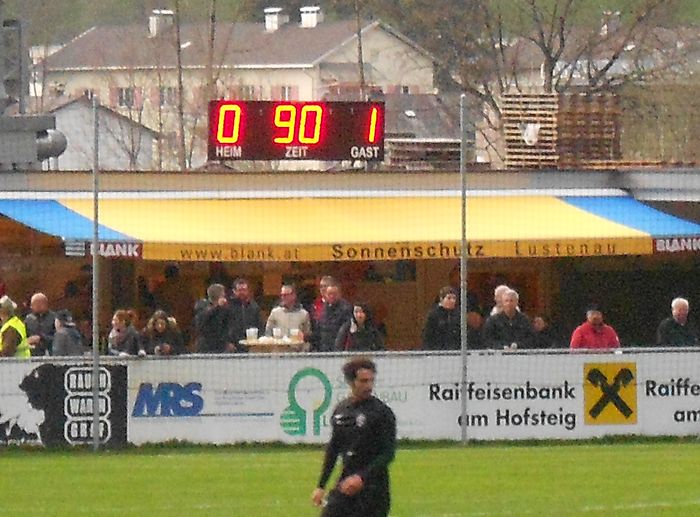 0 90 1
HEIM ZEIT GAST
BLANK www.blank.at Sonnenschutz Lustenau BLANK
MRS
Raiffeisenbank
am Hofsteig
Raiffe
am